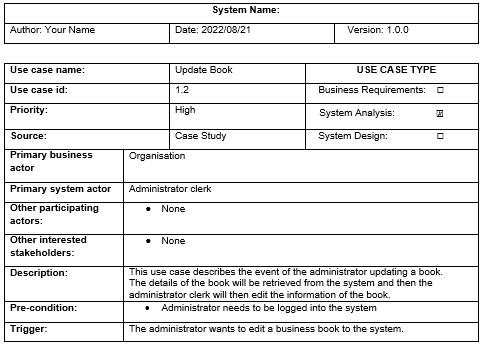 System Name:
Author: Your Name Date: 2022/08/21 Version: 1.0.0
Use case name: Update Book USE CASE TYPE
Use case id: 1.2 Business Requirements: ☐
Priority: High System Analysis: ☒
Source: Case Study System Design: ☐
Primary business
actor
Organisation
Primary system actor Administrator clerk
Other participating
actors:
• None
Other interested
stakeholders:
• None
Description: This use case describes the event of the administrator updating a book.
The details of the book will be retrieved from the system and then the
administrator clerk will then edit the information of the book.
Pre-condition: • Administrator needs to be logged into the system
Trigger: The administrator wants to edit a business book to the system.